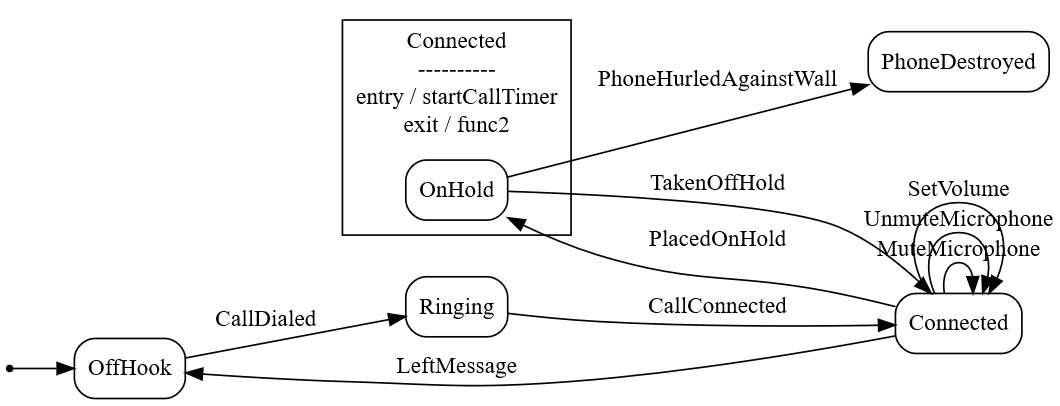 Connected
----------
entry / startCallTimer
exit / func2
OnHold
PhoneHurledAgainstWall
PhoneDestroyed
TakenOffHold
SetVolume
UnmuteMicrophone
MuteMicrophone
PlacedOnHold
Ringing
CallConnected
Connected
CallDialed
OffHook
LeftMessage